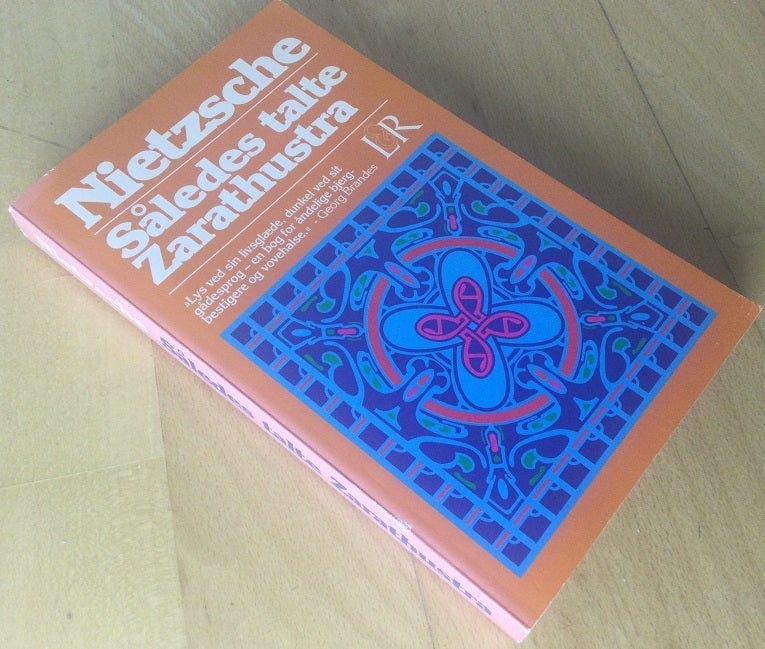 Nietzsche
Således talte
Zarathustra
L&R
»Lys ved sin livsglæde, dunkel ved sit
gådesprog – en bog for åndelige bjerg-
bestigere og vovehalse.« - Georg Brandes
Således talte Zarathustra